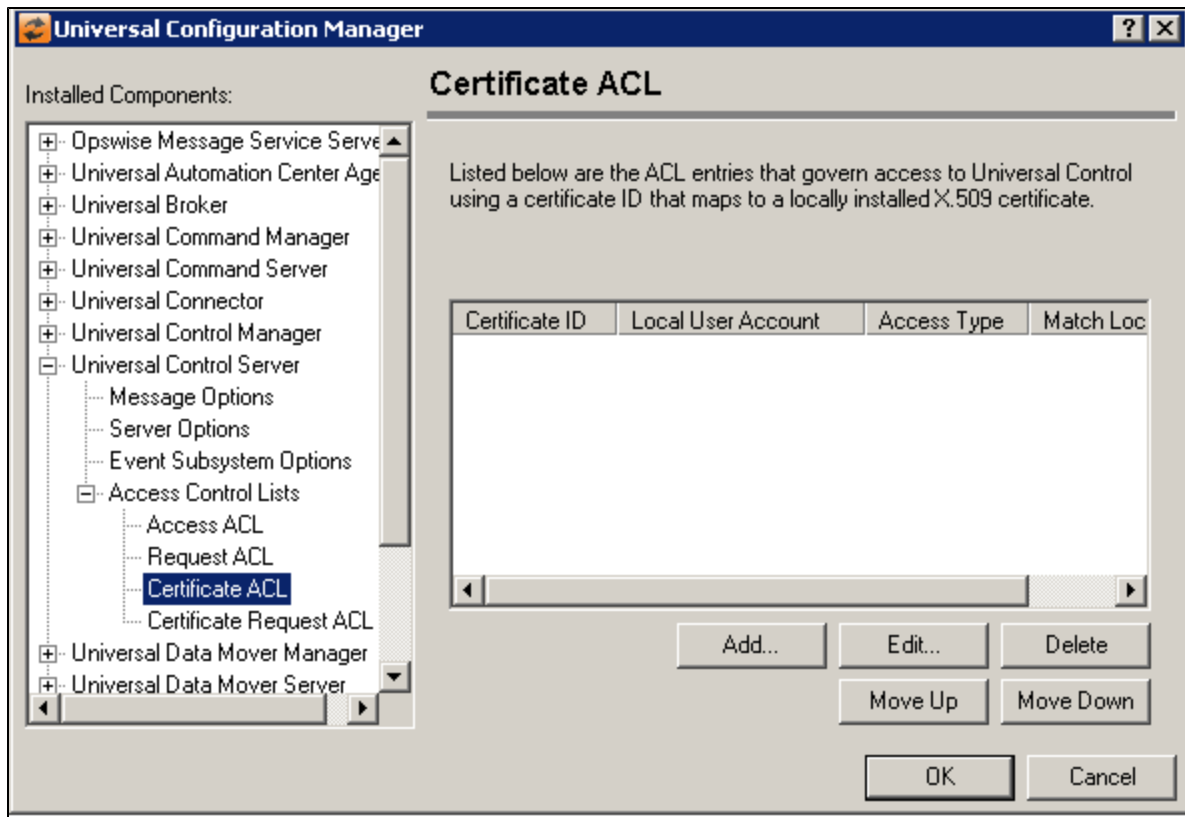 Universal Configuration Manager
Installed Components:
Opswise Message Service Serve
Universal Automation Center Age
Universal Broker
Universal Command Manager
Universal Command Server
Universal Connector
Universal Control Manager
Universal Control Server
Message Options
Server Options
Event Subsystem Options
Access Control Lists
Access ACL
Request ACL
Certificate ACL
Certificate Request ACL
Universal Data Mover Manager
Universal Data Mover Server
Certificate ACL
Listed below are the ACL entries that govern access to Universal Control
using a certificate ID that maps to a locally installed X.509 certificate.
Certificate ID Local User Account Access Type Match Loc
Add... Edit... Delete
Move Up Move Down
OK Cancel